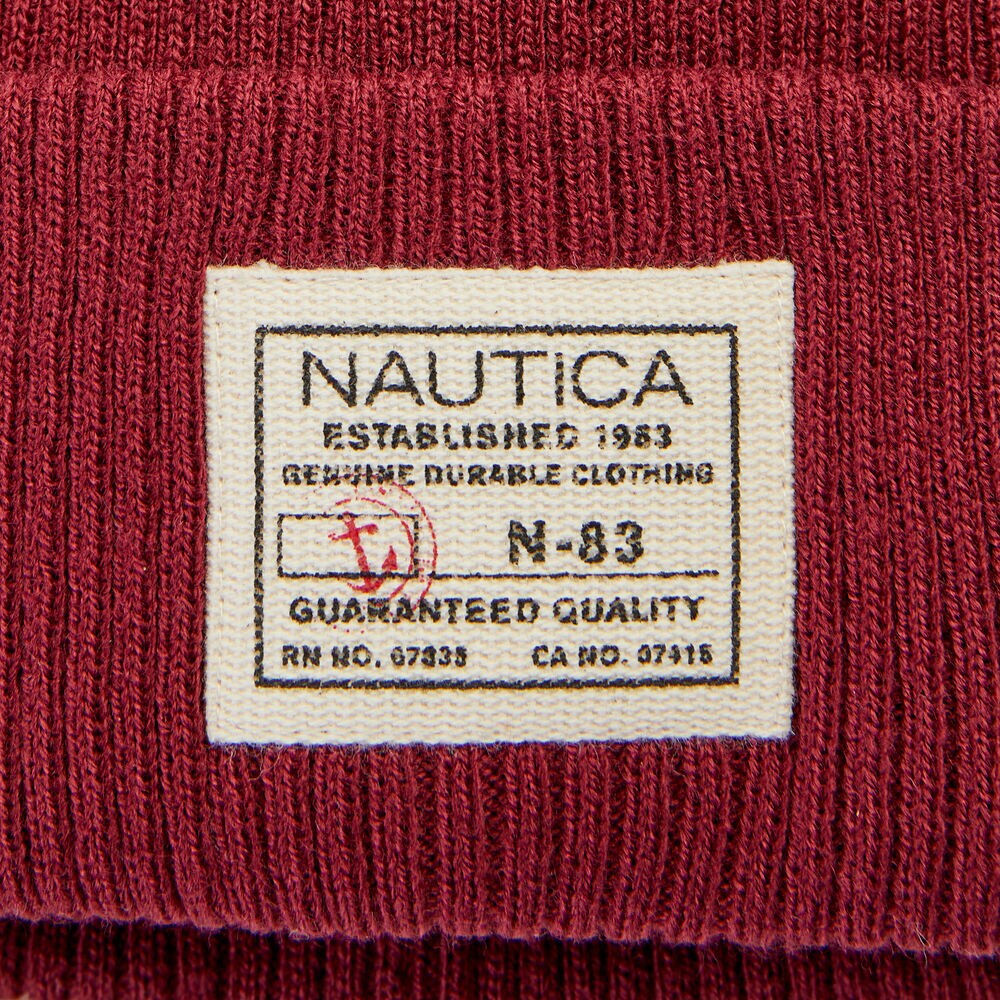 NAUTiCA
ESTABLISHED 1983
GENUINE DURABLE CLOTHING
N-83
GUARANTEED QUALITY
RN NO. 67835
CA NO. 07415